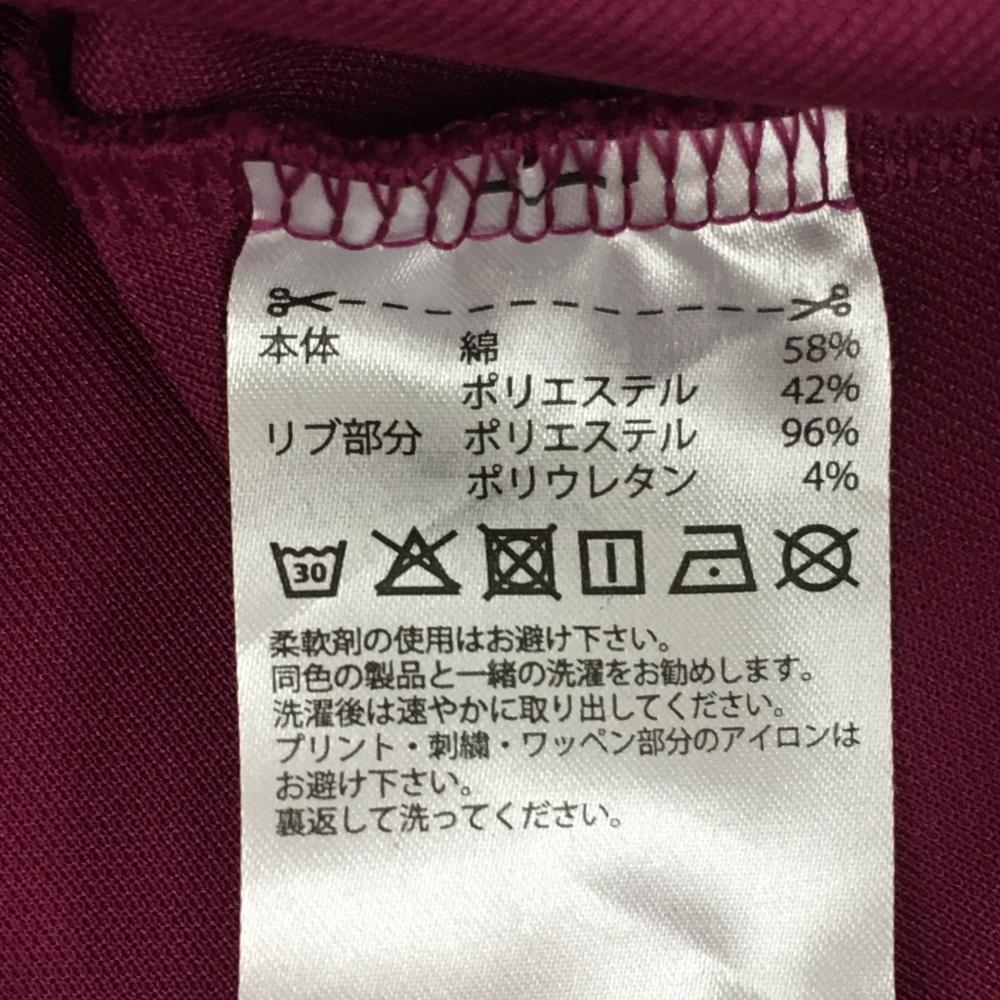 本体 綿 58%
ポリエステル 42%
リブ部分 ポリエステル 96%
ポリウレタン 4%
30
柔軟剤の使用はお避け下さい。
同色の製品と一緒の洗濯をお勧めします。
洗濯後は速やかに取り出してください。
プリント・刺繍・ワッペン部分のアイロンは
お避け下さい。
裏返して洗ってください。